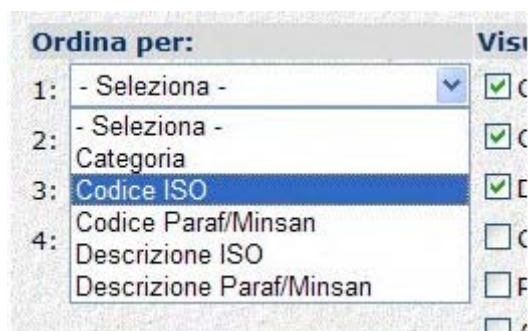 Ordina per:
1: - Seleziona -
2: - Seleziona -
Categoria
3: Codice ISO
4: Codice Paraf/Minsan
Descrizione ISO
Descrizione Paraf/Minsan